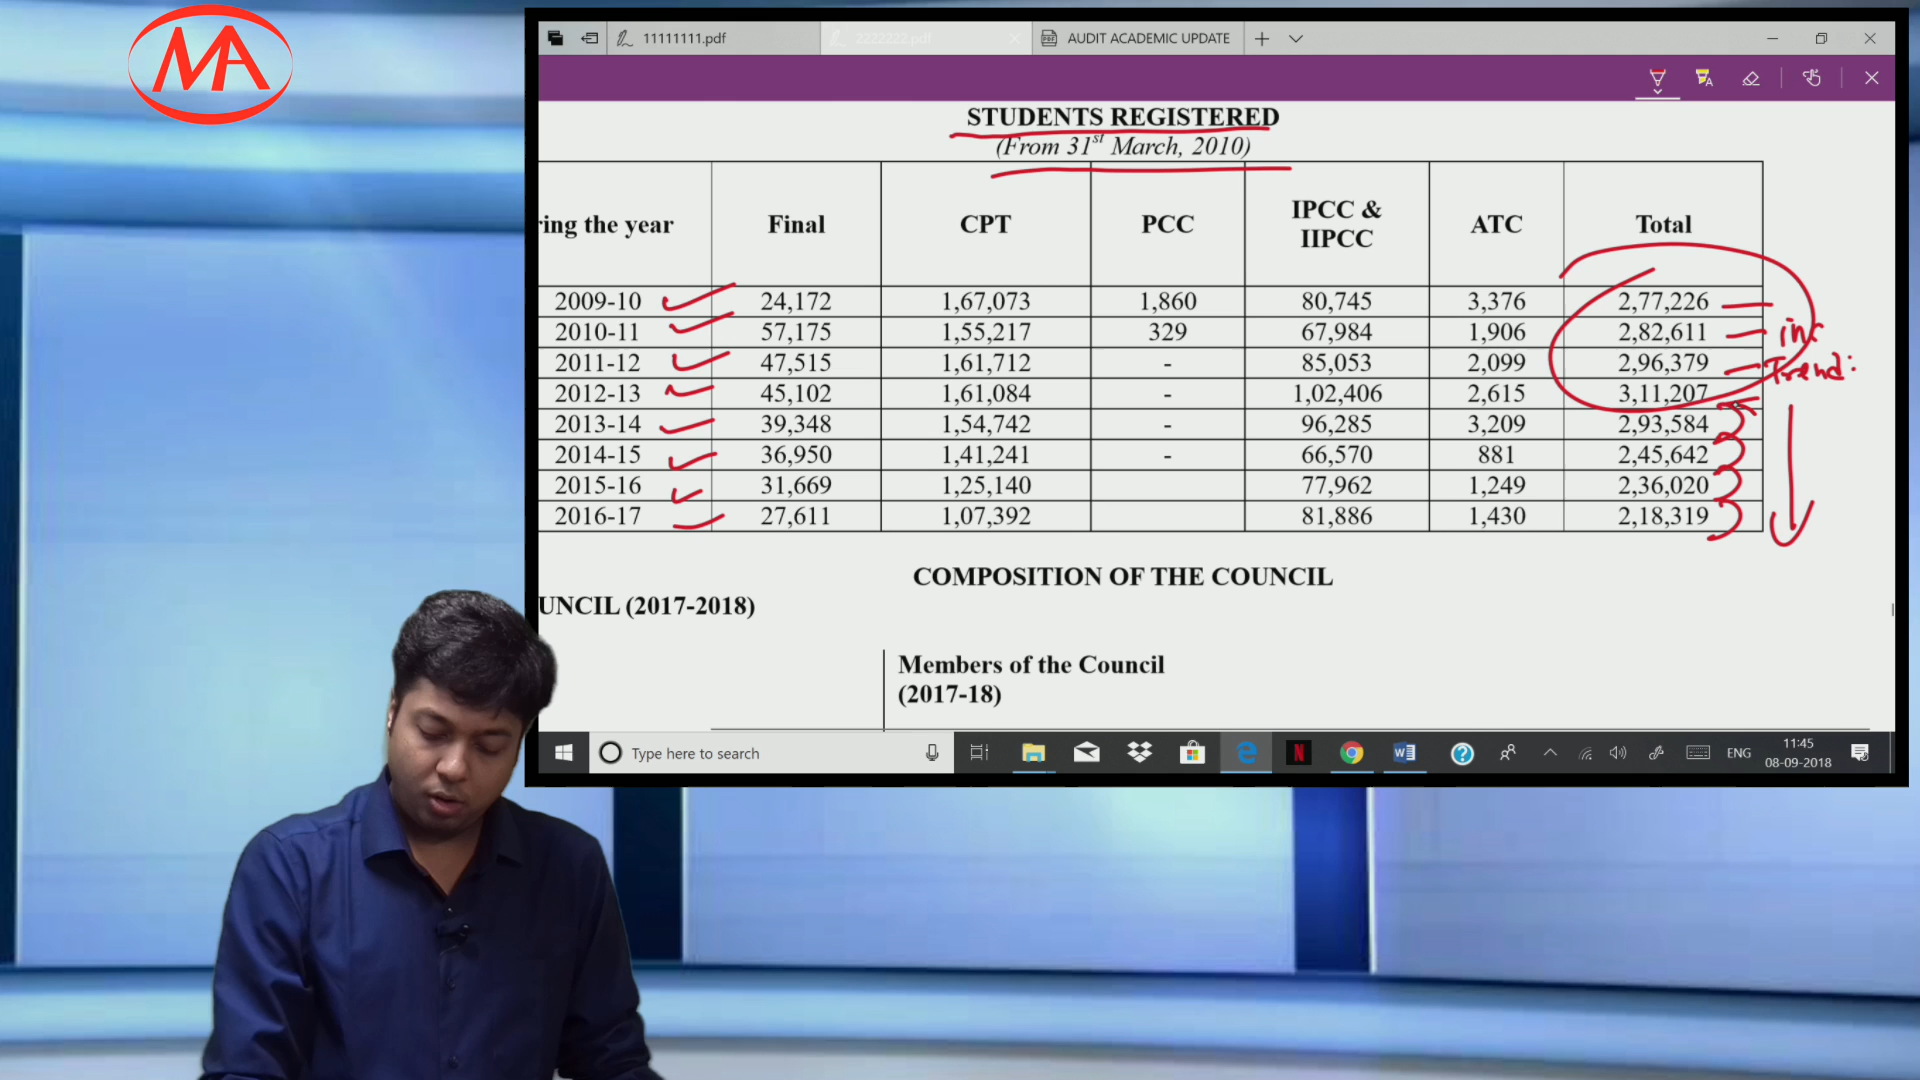 MA
11111111.pdf 2222222.pdf AUDIT ACADEMIC UPDATE
STUDENTS REGISTERED
(From 31st March, 2010)
ring the year Final CPT PCC IPCC & IIPCC ATC Total
2009-10 24,172 1,67,073 1,860 80,745 3,376 2,77,226
2010-11 57,175 1,55,217 329 67,984 1,906 2,82,611 inc
2011-12 47,515 1,61,712 - 85,053 2,099 2,96,379 Trend:
2012-13 45,102 1,61,084 - 1,02,406 2,615 3,11,207
2013-14 39,348 1,54,742 - 96,285 3,209 2,93,584
2014-15 36,950 1,41,241 - 66,570 881 2,45,642
2015-16 31,669 1,25,140 77,962 1,249 2,36,020
2016-17 27,611 1,07,392 81,886 1,430 2,18,319
COMPOSITION OF THE COUNCIL
UNCIL (2017-2018)
Members of the Council
(2017-18)
Type here to search ENG 11:45
08-09-2018